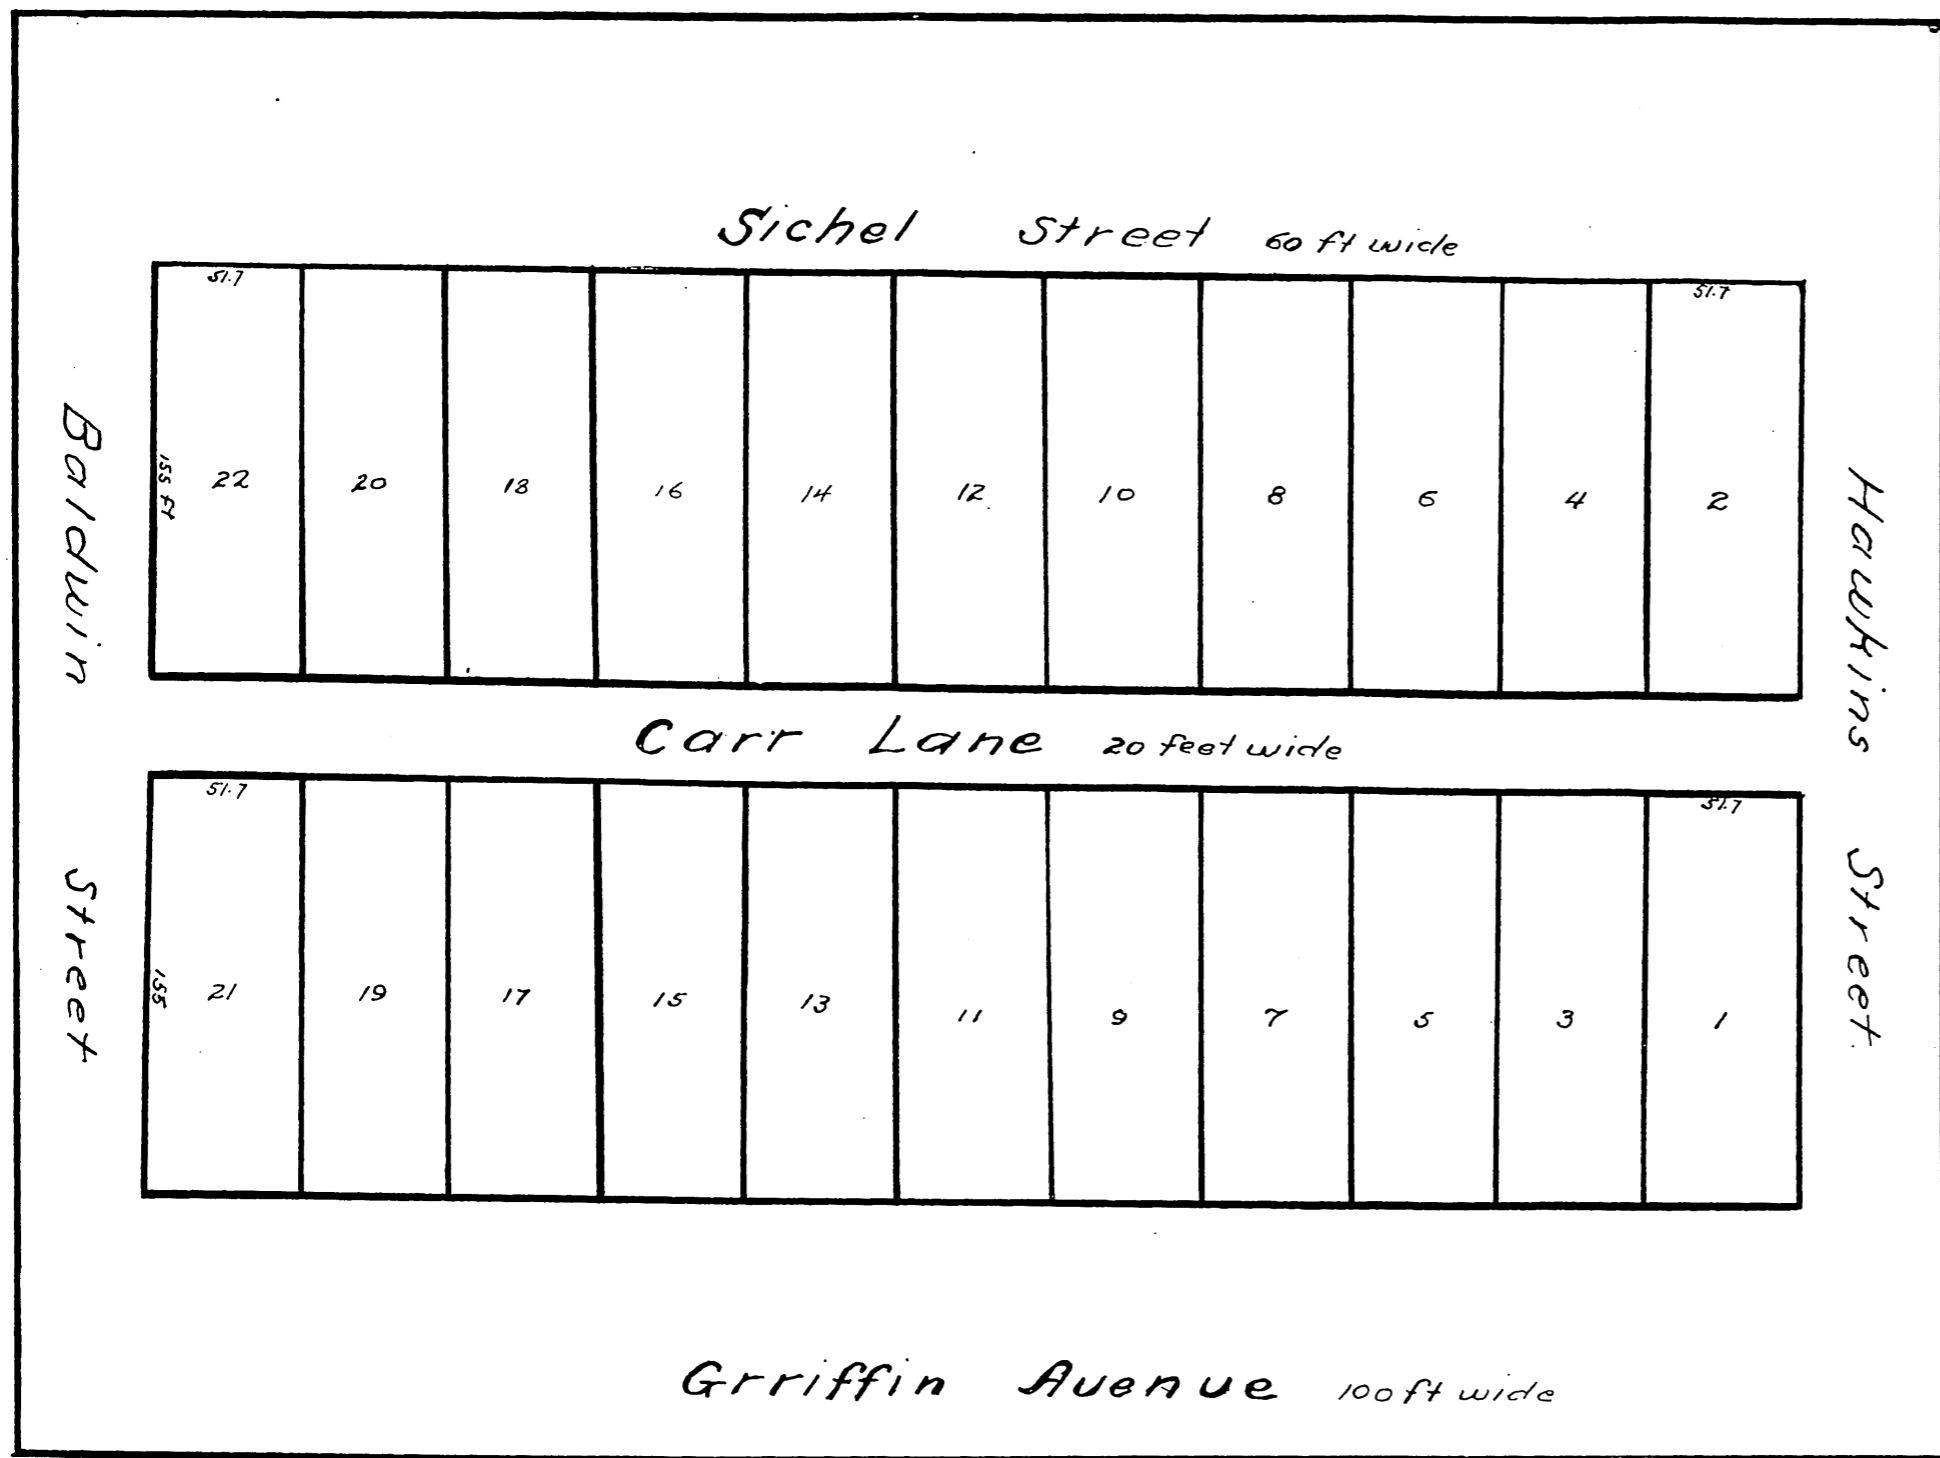 Sichel Street 60 ft wide
51.7 51.7
Baldwin Street
Hawkins Street
155 ft
22 20 18 16 14 12 10 8 6 4 2
Carr Lane 20 feet wide
51.7 51.7
155
21 19 17 15 13 11 9 7 5 3 1
Grriffin Avenue 100 ft wide